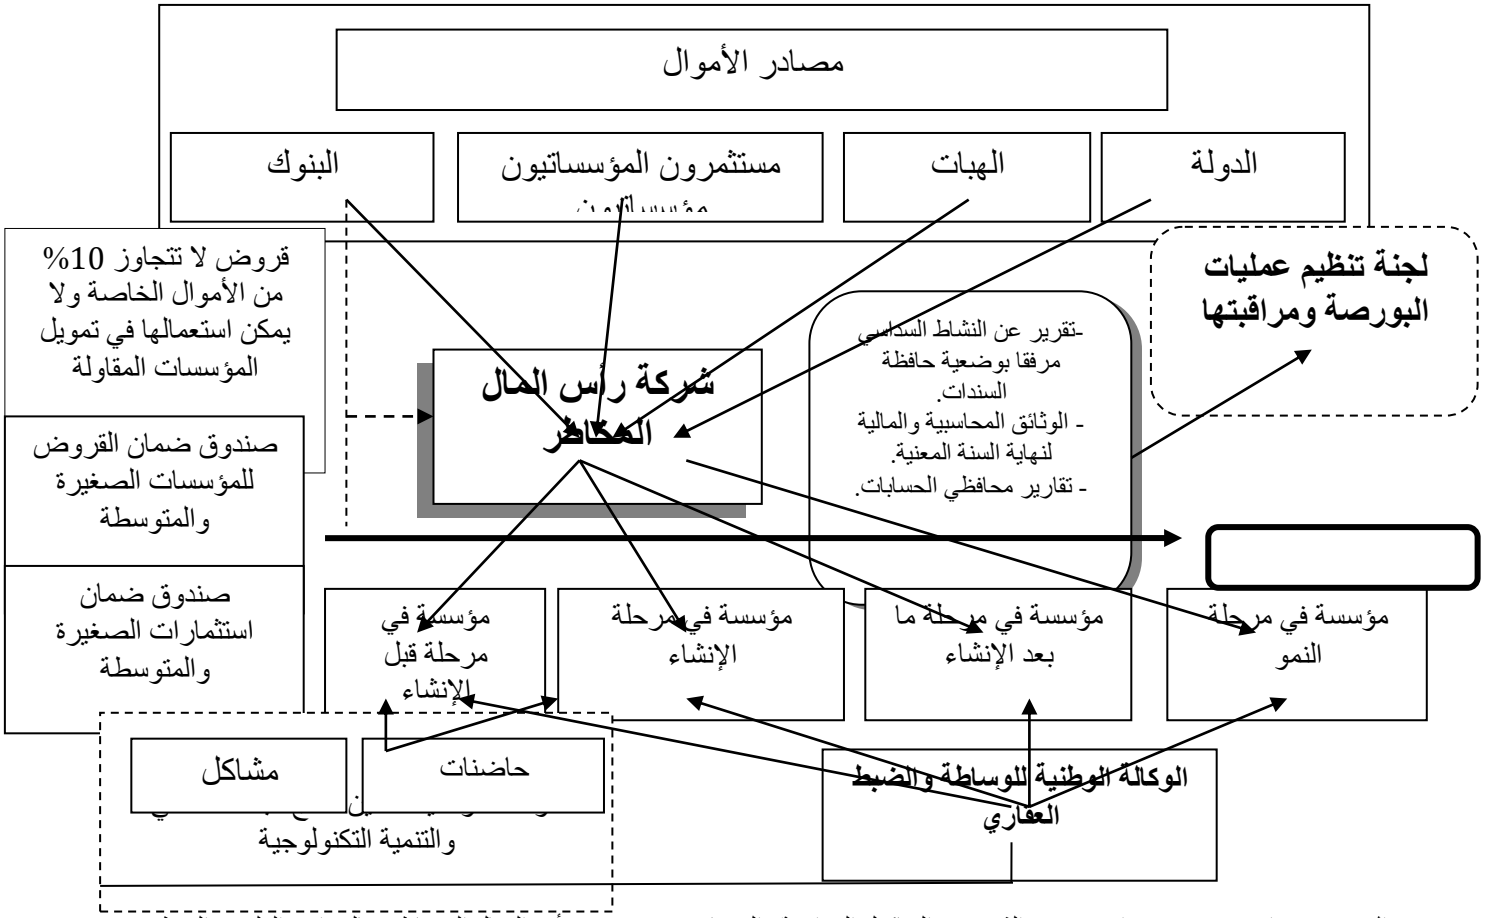 مصادر الأموال
الدولة
الهبات
مستثمرون المؤسساتيون
مؤسساتيون
البنوك
لجنة تنظيم عمليات
البورصة ومراقبتها
قروض لا تتجاوز 10%
من الأموال الخاصة ولا
يمكن استعمالها في تمويل
المؤسسات المقاولة
-تقرير عن النشاط السداسي
مرفقا بوضعية حافظة
السندات.
- الوثائق المحاسبية والمالية
لنهاية السنة المعنية.
- تقارير محافظي الحسابات.
شركة رأس المال
المخاطر
صندوق ضمان القروض
للمؤسسات الصغيرة
والمتوسطة
صندوق ضمان
استثمارات الصغيرة
والمتوسطة
مؤسسة في مرحلة
النمو
مؤسسة في مرحلة ما
بعد الإنشاء
مؤسسة في مرحلة
الإنشاء
مؤسسة في
مرحلة قبل
الإنشاء
الوكالة الوطنية للوساطة والضبط
العقاري
حاضنات
مشاكل
والتنمية التكنولوجية